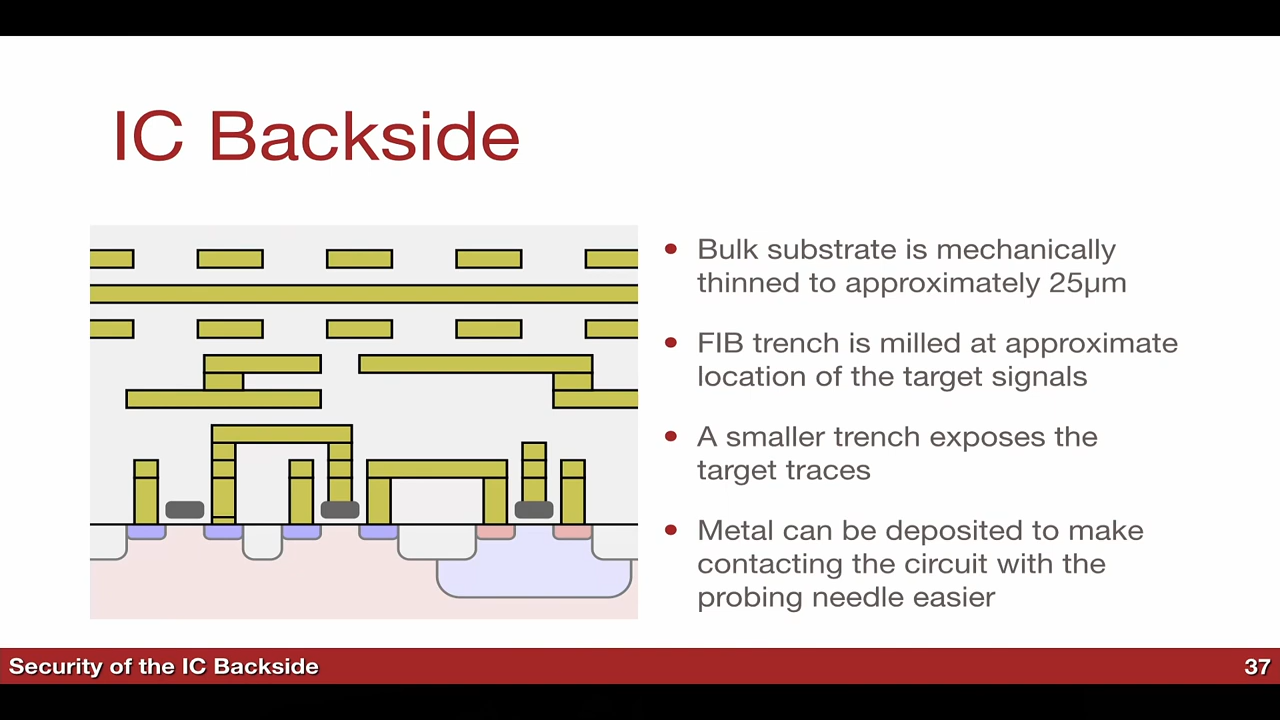 IC Backside
• Bulk substrate is mechanically
thinned to approximately 25µm
• FIB trench is milled at approximate
location of the target signals
• A smaller trench exposes the
target traces
• Metal can be deposited to make
contacting the circuit with the
probing needle easier
Security of the IC Backside
37